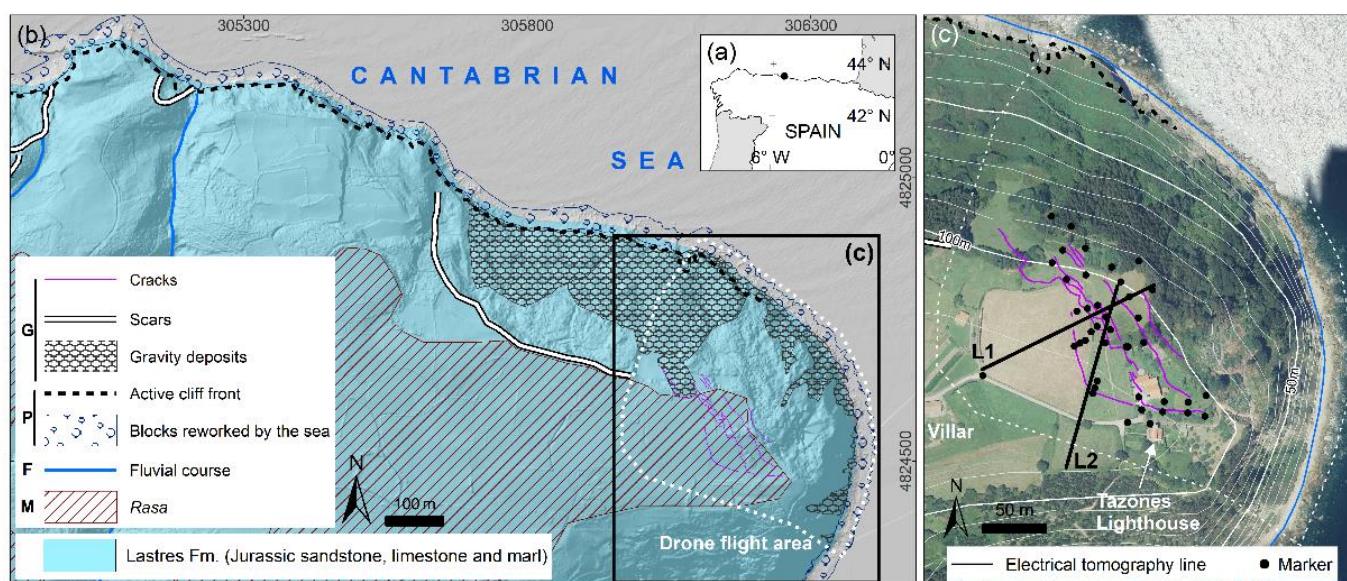 (b)
305300
305800
306300
CANTABRIAN
SEA
(a)
44° N
42° N
SPAIN
6° W
0°
4825000
4824500
(c)
G
Cracks
Scars
Gravity deposits
P
Active cliff front
Blocks reworked by the sea
F
Fluvial course
M
Rasa
Lastres Fm. (Jurassic sandstone, limestone and marl)
N
100 m
Drone flight area
(c)
100m
L1
L2
50m
Villar
Tazones
Lighthouse
N
50 m
Electrical tomography line
Marker